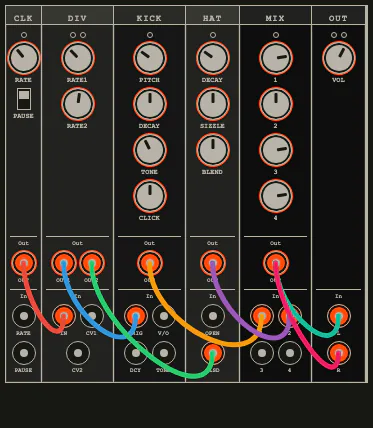 CLK DIV KICK HAT MIX OUT
RATE RATE1 PITCH DECAY 1 VOL
PAUSE RATE2 DECAY SIZZLE 2
TONE BLEND 3
CLICK 4
Out Out Out Out Out
In In In In In In
RATE IN CV1 V/O OPEN
PAUSE CV2 DCY 3 4 R